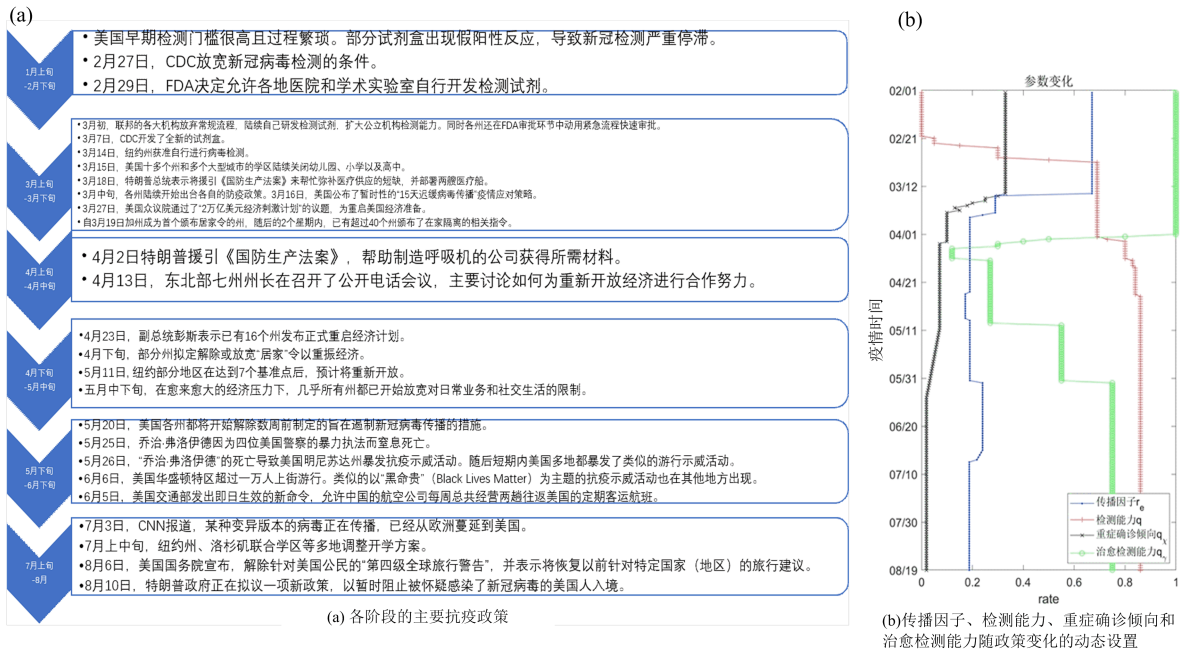 (a)
1月上旬
-2月下旬
• 美国早期检测门槛很高且过程繁琐。部分试剂盒出现假阳性反应，导致新冠检测严重停滞。
• 2月27日，CDC放宽新冠病毒检测的条件。
• 2月29日，FDA决定允许各地医院和学术实验室自行开发检测试剂。
3月上旬
-3月下旬
• 3月初，联邦的各大机构放弃常规流程，陆续自己研发检测试剂，扩大公立机构检测能力。同时各州还在FDA审批环节中动用紧急流程快速审批。
• 3月7日，CDC开发了全新的试剂盒。
• 3月14日，纽约州获准自行进行病毒检测。
• 3月15日，美国十多个州和多个大型城市的学区陆续关闭幼儿园、小学以及高中。
• 3月18日，特朗普总统表示将援引《国防生产法案》来帮忙弥补医疗供应的短缺，并部署两艘医疗船。
• 3月中旬，各州陆续开始出台各自的防疫政策。3月16日，美国公布了暂时性的“15天迟缓病毒传播”疫情应对策略。
• 3月27日，美国众议院通过了“2万亿美元经济刺激计划”的议题，为重启美国经济准备。
• 自3月19日加州成为首个颁布居家令的州，随后的2个星期内，已有超过40个州颁布了在家隔离的相关指令。
4月上旬
-4月中旬
• 4月2日特朗普援引《国防生产法案》，帮助制造呼吸机的公司获得所需材料。
• 4月13日，东北部七州州长在召开了公开电话会议，主要讨论如何为重新开放经济进行合作努力。
4月下旬
-5月中旬
• 4月23日，副总统彭斯表示已有16个州发布正式重启经济计划。
• 4月下旬，部分州拟定解除或放宽“居家”令以重振经济。
• 5月11日, 纽约部分地区在达到7个基准点后，预计将重新开放。
• 五月中下旬，在愈来愈大的经济压力下，几乎所有州都已开始放宽对日常业务和社交生活的限制。
5月下旬
-6月下旬
• 5月20日，美国各州都将开始解除数周前制定的旨在遏制新冠病毒传播的措施。
• 5月25日，乔治·弗洛伊德因为四位美国警察的暴力执法而窒息死亡。
• 5月26日，“乔治·弗洛伊德”的死亡导致美国明尼苏达州暴发抗疫示威活动。随后短期内美国多地都暴发了类似的游行示威活动。
• 6月6日，美国华盛顿特区超过一万人上街游行。类似的以“黑命贵”（Black Lives Matter）为主题的抗疫示威活动也在其他地方出现。
• 6月5日，美国交通部发出即日生效的新命令，允许中国的航空公司每周总共经营两趟往返美国的定期客运航班。
7月上旬
-8月
• 7月3日，CNN报道，某种变异版本的病毒正在传播，已经从欧洲蔓延到美国。
• 7月上中旬，纽约州、洛杉矶联合学区等多地调整开学方案。
• 8月6日，美国国务院宣布，解除针对美国公民的“第四级全球旅行警告”，并表示将恢复以前针对特定国家（地区）的旅行建议。
• 8月10日，特朗普政府正在拟议一项新政策，以暂时阻止被怀疑感染了新冠病毒的美国人入境。
(a) 各阶段的主要抗疫政策
(b)
参数变化
疫情时间
02/01
02/21
03/12
04/01
04/21
05/11
05/31
06/20
07/10
07/30
08/19
传播因子r_e
检测能力q
重症确诊倾向q_χ
治愈检测能力q_γ
0 0.2 0.4 0.6 0.8 1
rate
(b)传播因子、检测能力、重症确诊倾向和
治愈检测能力随政策变化的动态设置